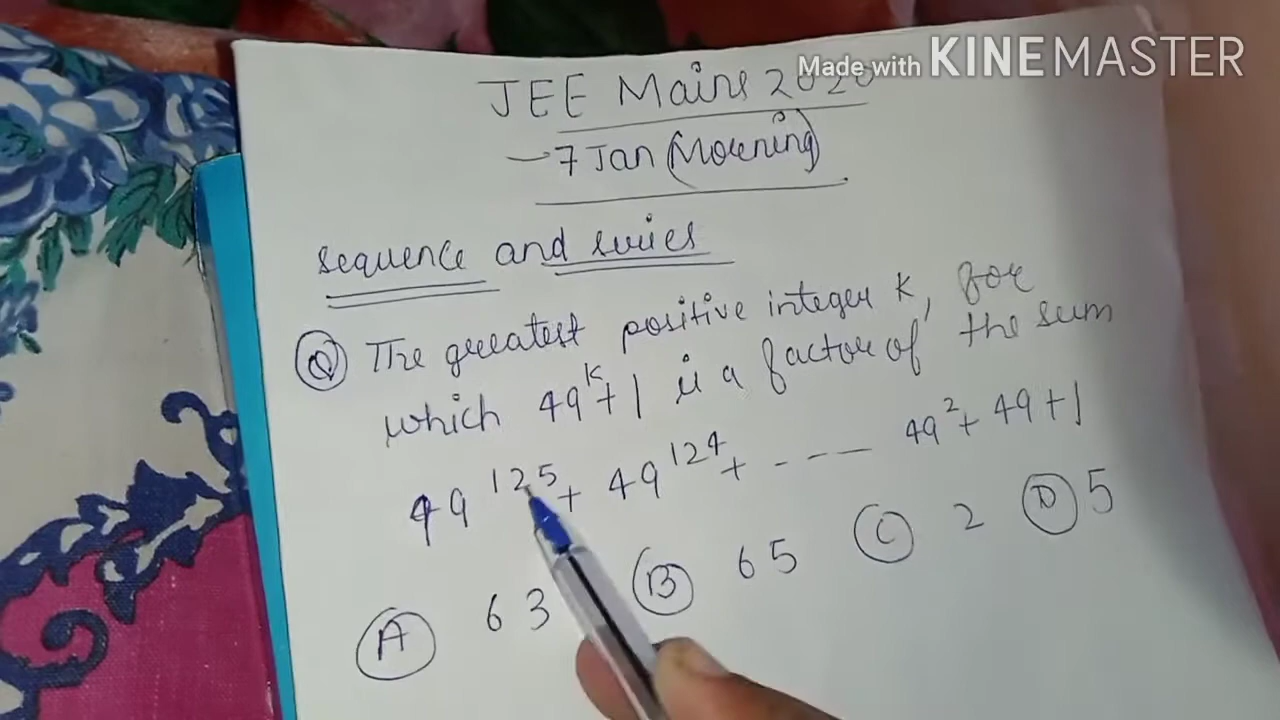 Made with KINEMASTER
JEE Mains 2020
- 7 Jan (Morening)
sequence and series
Q The greatest positive integer K, for
which 49^k + 1 is a factor of the sum
49^125 + 49^124 + ---- 49^2 + 49 + 1
A 63 B 65 C 2 D 5